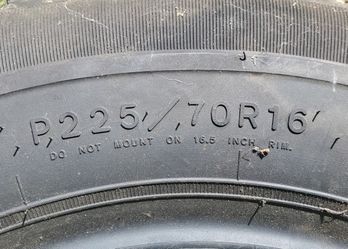 P225/70R16
DO NOT MOUNT ON 16.5 INCH RIM.